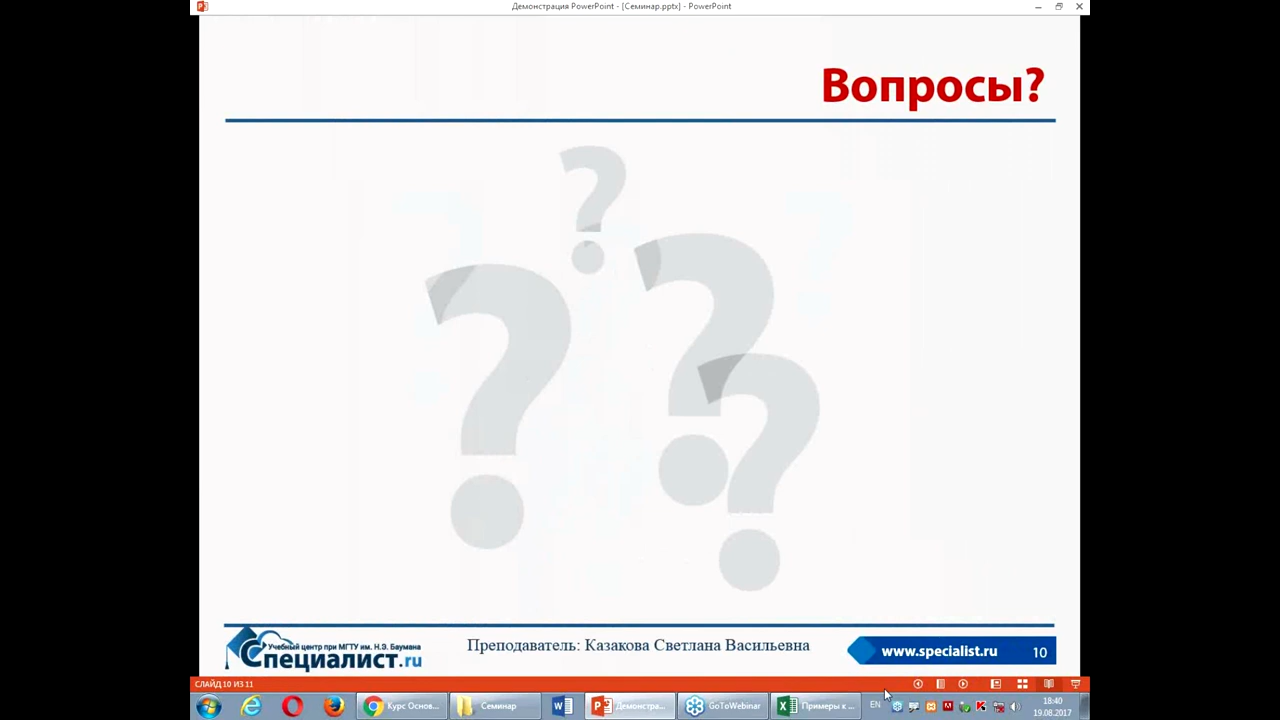 Демонстрация PowerPoint - [Семинар.pptx] - PowerPoint
Вопросы?
? ? ? ?
Учебный центр при МГТУ им. Н.Э. Баумана
Специалист.ru
Преподаватель: Казакова Светлана Васильевна
www.specialist.ru
10
СЛАЙД 10 ИЗ 11
Курс Основ...
Семинар
Демонстра...
GoToWebinar
Примеры к ...
EN
18:40
19.08.2017